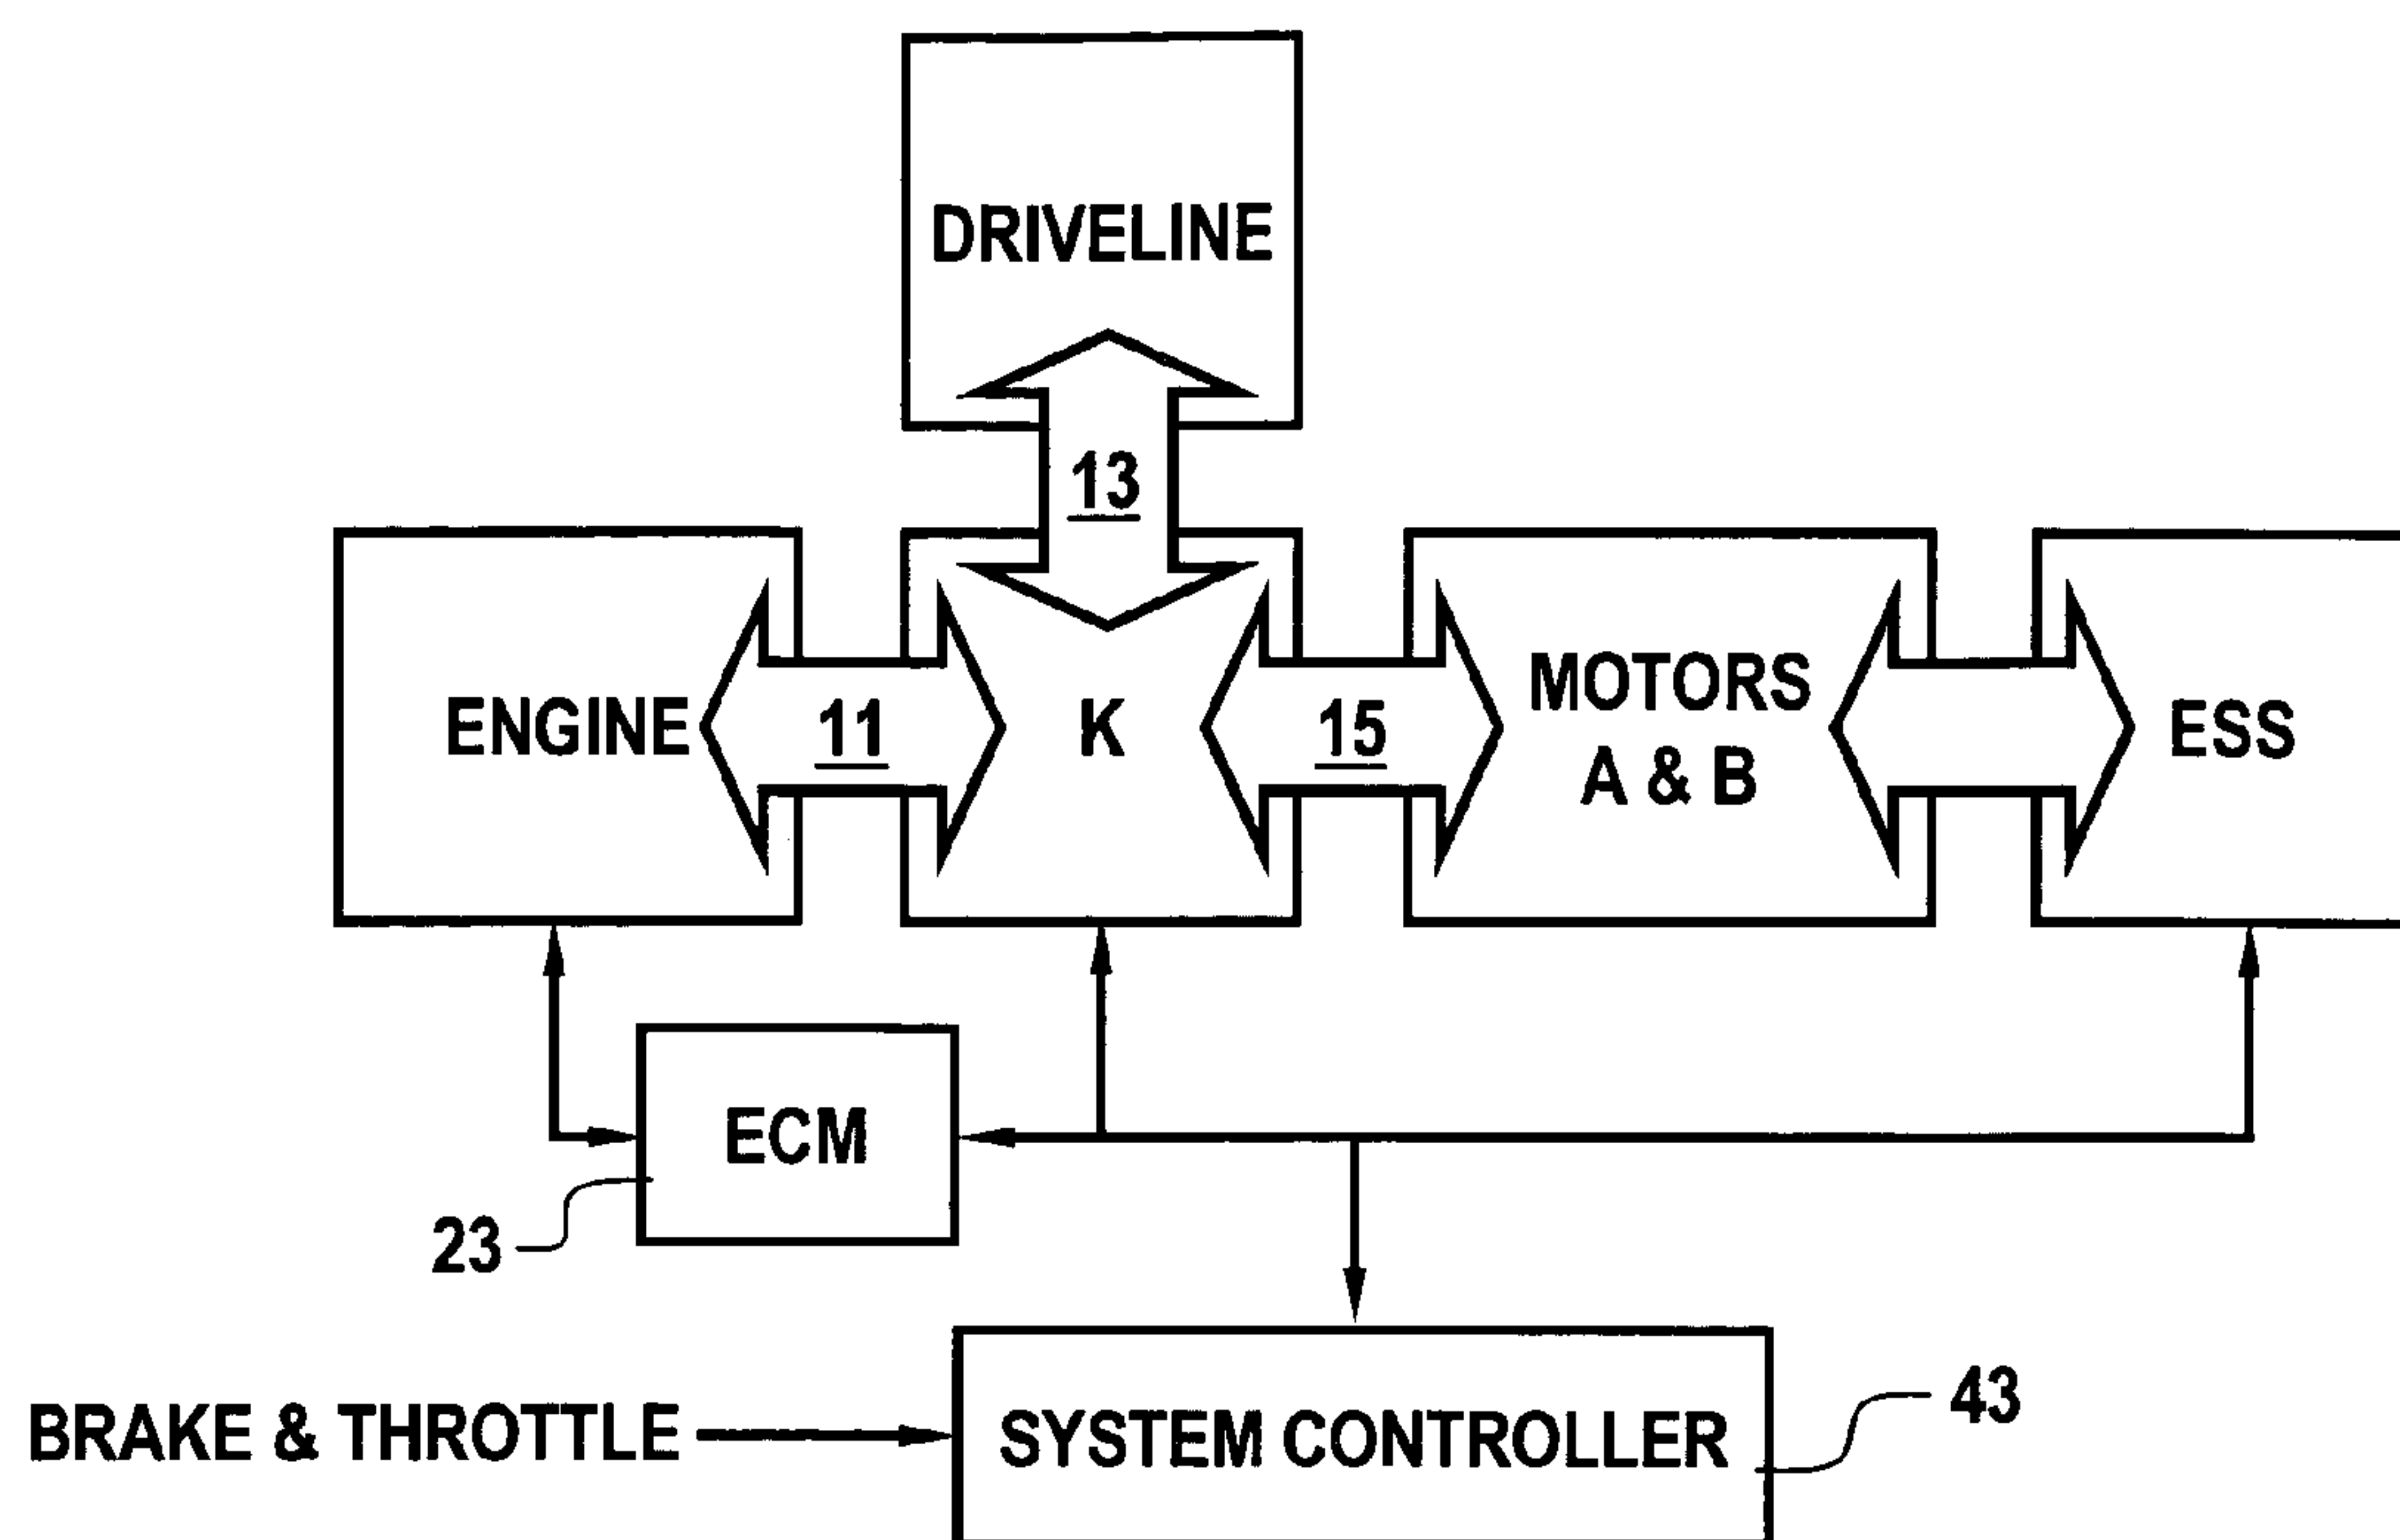 DRIVELINE
13
ENGINE
11
K
15
MOTORS
A & B
ESS
ECM
23
BRAKE & THROTTLE
SYSTEM CONTROLLER
43